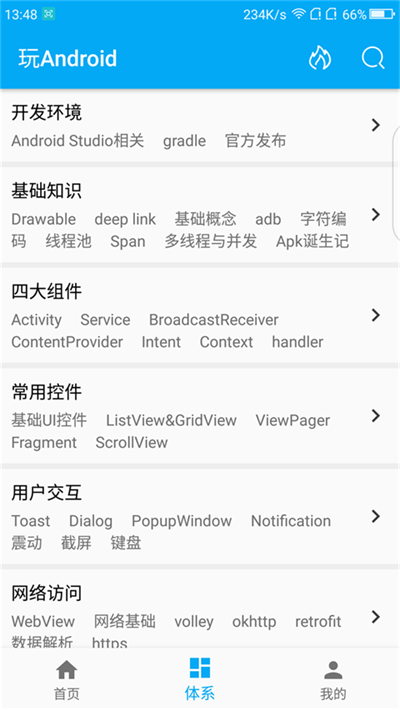 13:48 234K/s 66%
玩Android
开发环境
Android Studio相关 gradle 官方发布
基础知识
Drawable deep link 基础概念 adb 字符编
码 线程池 Span 多线程与并发 Apk诞生记
四大组件
Activity Service BroadcastReceiver
ContentProvider Intent Context handler
常用控件
基础UI控件 ListView&GridView ViewPager
Fragment ScrollView
用户交互
Toast Dialog PopupWindow Notification
震动 截屏 键盘
网络访问
WebView 网络基础 volley okhttp retrofit
数据解析 https
首页 体系 我的